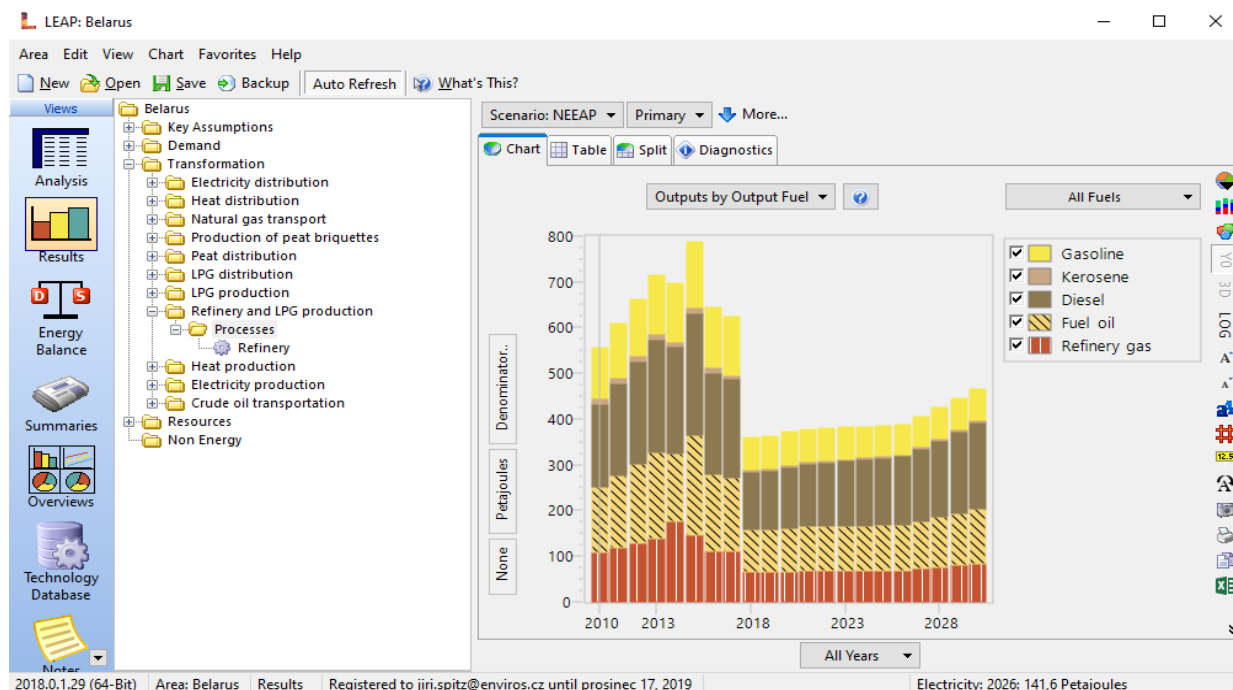 LEAP: Belarus
Area Edit View Chart Favorites Help
New Open Save Backup Auto Refresh What's This?
Views
Analysis
Results
Energy
Balance
Summaries
Overviews
Technology
Database
Notes
Belarus
Key Assumptions
Demand
Transformation
Electricity distribution
Heat distribution
Natural gas transport
Production of peat briquettes
Peat distribution
LPG distribution
LPG production
Refinery and LPG production
Processes
Refinery
Heat production
Electricity production
Crude oil transportation
Resources
Non Energy
Scenario: NEEAP Primary More...
Chart Table Split Diagnostics
Outputs by Output Fuel All Fuels
Denominator..
Petajoules
None
800
700
600
500
400
300
200
100
0
2010 2013 2018 2023 2028
Gasoline
Kerosene
Diesel
Fuel oil
Refinery gas
All Years
Y0
3D
LOG
12.5
2018.0.1.29 (64-Bit) Area: Belarus Results Registered to jiri.spitz@enviros.cz until prosinec 17, 2019 Electricity: 2026: 141,6 Petajoules